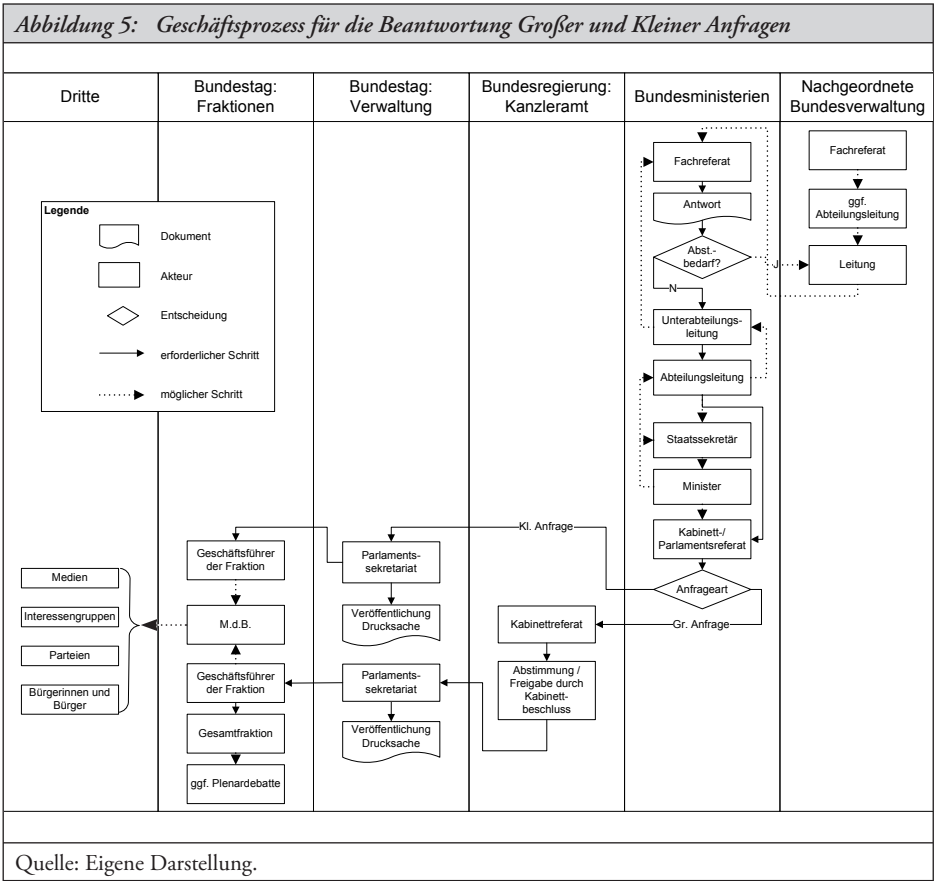 Abbildung 5: Geschäftsprozess für die Beantwortung Großer und Kleiner Anfragen
Dritte
Bundestag:
Fraktionen
Bundestag:
Verwaltung
Bundesregierung:
Kanzleramt
Bundesministerien
Nachgeordnete
Bundesverwaltung
Legende
Dokument
Akteur
Entscheidung
erforderlicher Schritt
möglicher Schritt
Medien
Interessengruppen
Parteien
Bürgerinnen und
Bürger
Geschäftsführer
der Fraktion
M.d.B.
Geschäftsführer
der Fraktion
Gesamtfraktion
ggf. Plenardebatte
Parlaments-
sekretariat
Veröffentlichung
Drucksache
Parlaments-
sekretariat
Veröffentlichung
Drucksache
Kl. Anfrage
Kabinettreferat
Abstimmung /
Freigabe durch
Kabinett-
beschluss
Fachreferat
Antwort
Abst.-
bedarf?
J
N
Unterabteilungs-
leitung
Abteilungsleitung
Staatssekretär
Minister
Kabinett-/
Parlamentsreferat
Anfrageart
Gr. Anfrage
Fachreferat
ggf.
Abteilungsleitung
Leitung
Quelle: Eigene Darstellung.